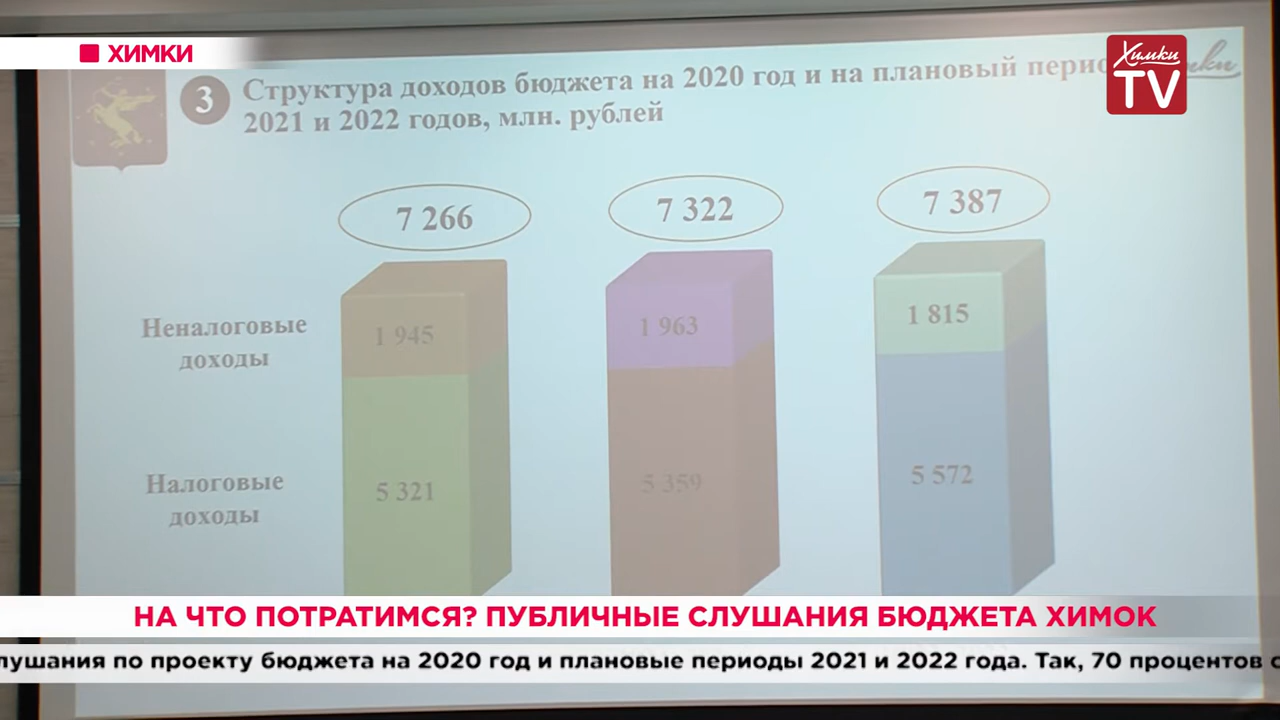 ХИМКИ
Химки
TV
3
Структура доходов бюджета на 2020 год и на плановый перио
2021 и 2022 годов, млн. рублей
7 266
7 322
7 387
Неналоговые
доходы
1 945
1 963
1 815
Налоговые
доходы
5 321
5 359
5 572
НА ЧТО ПОТРАТИМСЯ? ПУБЛИЧНЫЕ СЛУШАНИЯ БЮДЖЕТА ХИМОК
лушания по проекту бюджета на 2020 год и плановые периоды 2021 и 2022 года. Так, 70 процентов